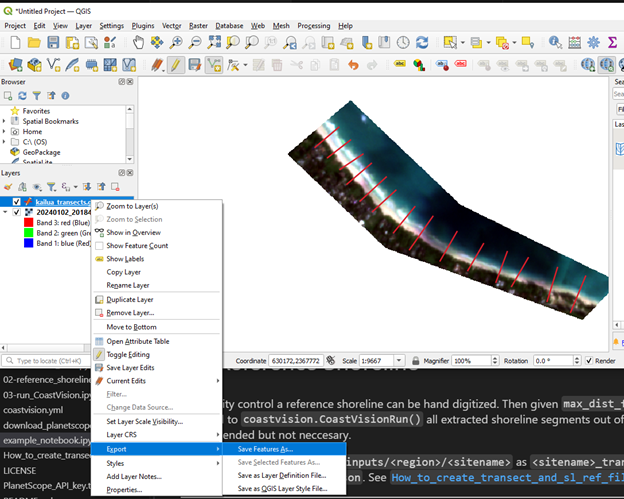 *Untitled Project — QGIS
Project Edit View Layer Settings Plugins Vector Raster Database Web Mesh Processing Help
abc abc
Browser
Favorites
Spatial Bookmarks
Home
C:\ (OS)
GeoPackage
SpatiaLite
Layers
kailua_transects.
20240102_20184
Band 3: red (Blue)
Band 2: green (Gre
Band 1: blue (Red)
Zoom to Layer(s)
Zoom to Selection
Show in Overview
Show Feature Count
Show Labels
Copy Layer
Rename Layer
Duplicate Layer
Remove Layer...
Move to Bottom
Open Attribute Table
Toggle Editing
Save Layer Edits
Current Edits
Filter...
Change Data Source...
Set Layer Scale Visibility...
Layer CRS
Export
Styles
Add Layer Notes...
Properties...
Save Features As...
Save Selected Features As...
Save as Layer Definition File...
Save as QGIS Layer Style File...
Sea
Sear
Fil
Las
Type to locate (Ctrl+K)
Coordinate 630172,2367772 Scale 1:9667 Magnifier 100% Rotation 0.0 ° Render
02-reference_shoreline
03-run_CoastVision.ipy
coastvision.yml
download_planetscope
example_notebook.ip
How_to_create_transec
LICENSE
PlanetScope_API_key.t
Reference Shoreline
ity control a reference shoreline can be hand digitized. Then given max_dist_
to coastvision.CoastVisionRun() all extracted shoreline segments out of
nded but not neccesary.
inputs/<region>/<sitename> as <sitename>_tran
on. See How_to_create_transect_and_sl_ref_fil